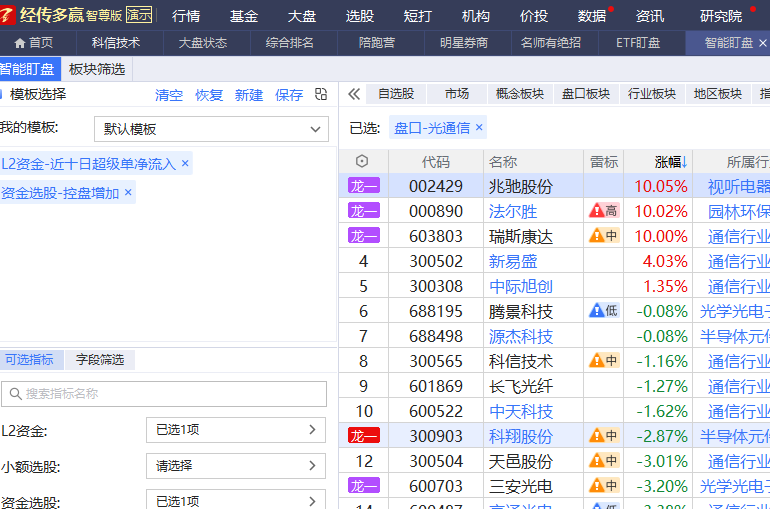 经传多赢 智尊版 演示 行情 基金 大盘 选股 短打 机构 价投 数据 资讯 研究院
首页 科信技术 大盘状态 综合排名 陪跑营 明星券商 名师有绝招 ETF盯盘 智能盯盘 ×
智能盯盘 板块筛选
模板选择 清空 恢复 新建 保存
自选股 市场 概念板块 盘口板块 行业板块 地区板块 指
我的模板: 默认模板
已选: 盘口-光通信 ×
L2资金-近十日超级单净流入 ×
资金选股-控盘增加 ×
代码 名称 雷标 涨幅↓ 所属行
龙一 002429 兆驰股份 10.05% 视听电器
龙一 000890 法尔胜 高 10.02% 园林环保
龙一 603803 瑞斯康达 中 10.00% 通信行业
4 300502 新易盛 4.03% 通信行业
5 300308 中际旭创 1.35% 通信行业
6 688195 腾景科技 低 -0.08% 光学光电子
7 688498 源杰科技 -0.08% 半导体元件
8 300565 科信技术 中 -1.16% 通信行业
9 601869 长飞光纤 -1.27% 通信行业
10 600522 中天科技 -1.62% 通信行业
龙一 300903 科翔股份 中 -2.87% 半导体元件
12 300504 天邑股份 中 -3.01% 通信行业
龙一 600703 三安光电 中 -3.20% 光学光电子
可选指标 字段筛选
搜索指标名称
L2资金: 已选1项
小额选股: 请选择
资金选股: 已选1项